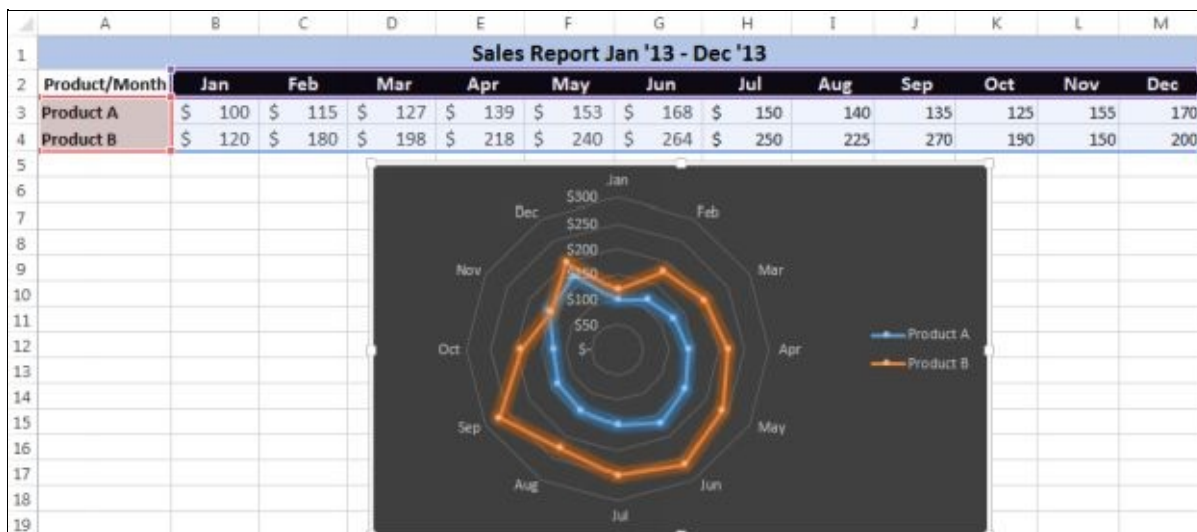 A B C D E F G H I J K L M
1 Sales Report Jan '13 - Dec '13
2 Product/Month Jan Feb Mar Apr May Jun Jul Aug Sep Oct Nov Dec
3 Product A $ 100 $ 115 $ 127 $ 139 $ 153 $ 168 $ 150 140 135 125 155 170
4 Product B $ 120 $ 180 $ 198 $ 218 $ 240 $ 264 $ 250 225 270 190 150 200
5
6
7
8
9
10
11
12
13
14
15
16
17
18
19
Jan
$300
Dec Feb
$250
$200
Nov $150 Mar
$100
$50
Oct $- Apr
Product A
Product B
Sep May
Aug Jun
Jul